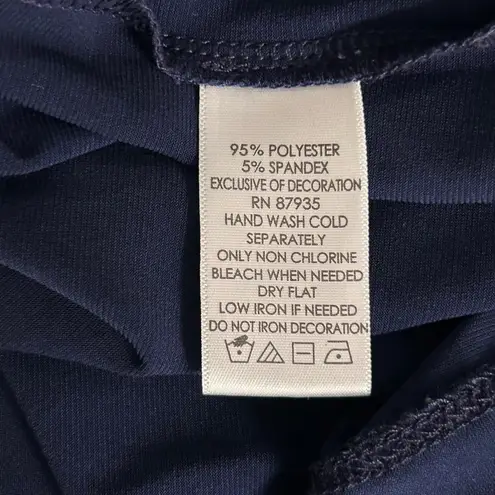 95% POLYESTER
5% SPANDEX
EXCLUSIVE OF DECORATION
RN 87935
HAND WASH COLD
SEPARATELY
ONLY NON CHLORINE
BLEACH WHEN NEEDED
DRY FLAT
LOW IRON IF NEEDED
DO NOT IRON DECORATION